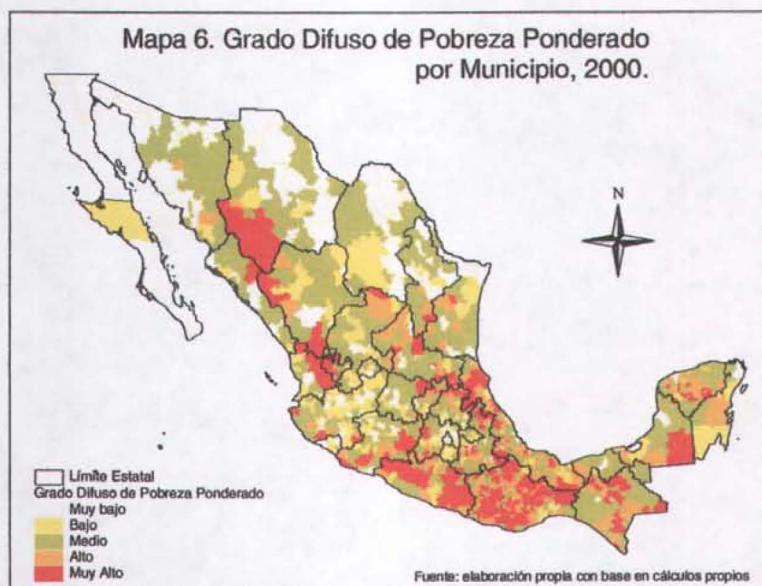 Mapa 6. Grado Difuso de Pobreza Ponderado
por Municipio, 2000.
N
Límite Estatal
Grado Difuso de Pobreza Ponderado
Muy bajo
Bajo
Medio
Alto
Muy Alto
Fuente: elaboración propia con base en cálculos propios